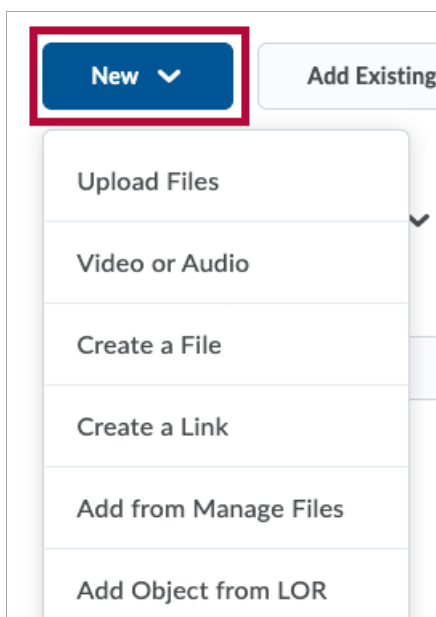 New
Add Existing
Upload Files
Video or Audio
Create a File
Create a Link
Add from Manage Files
Add Object from LOR